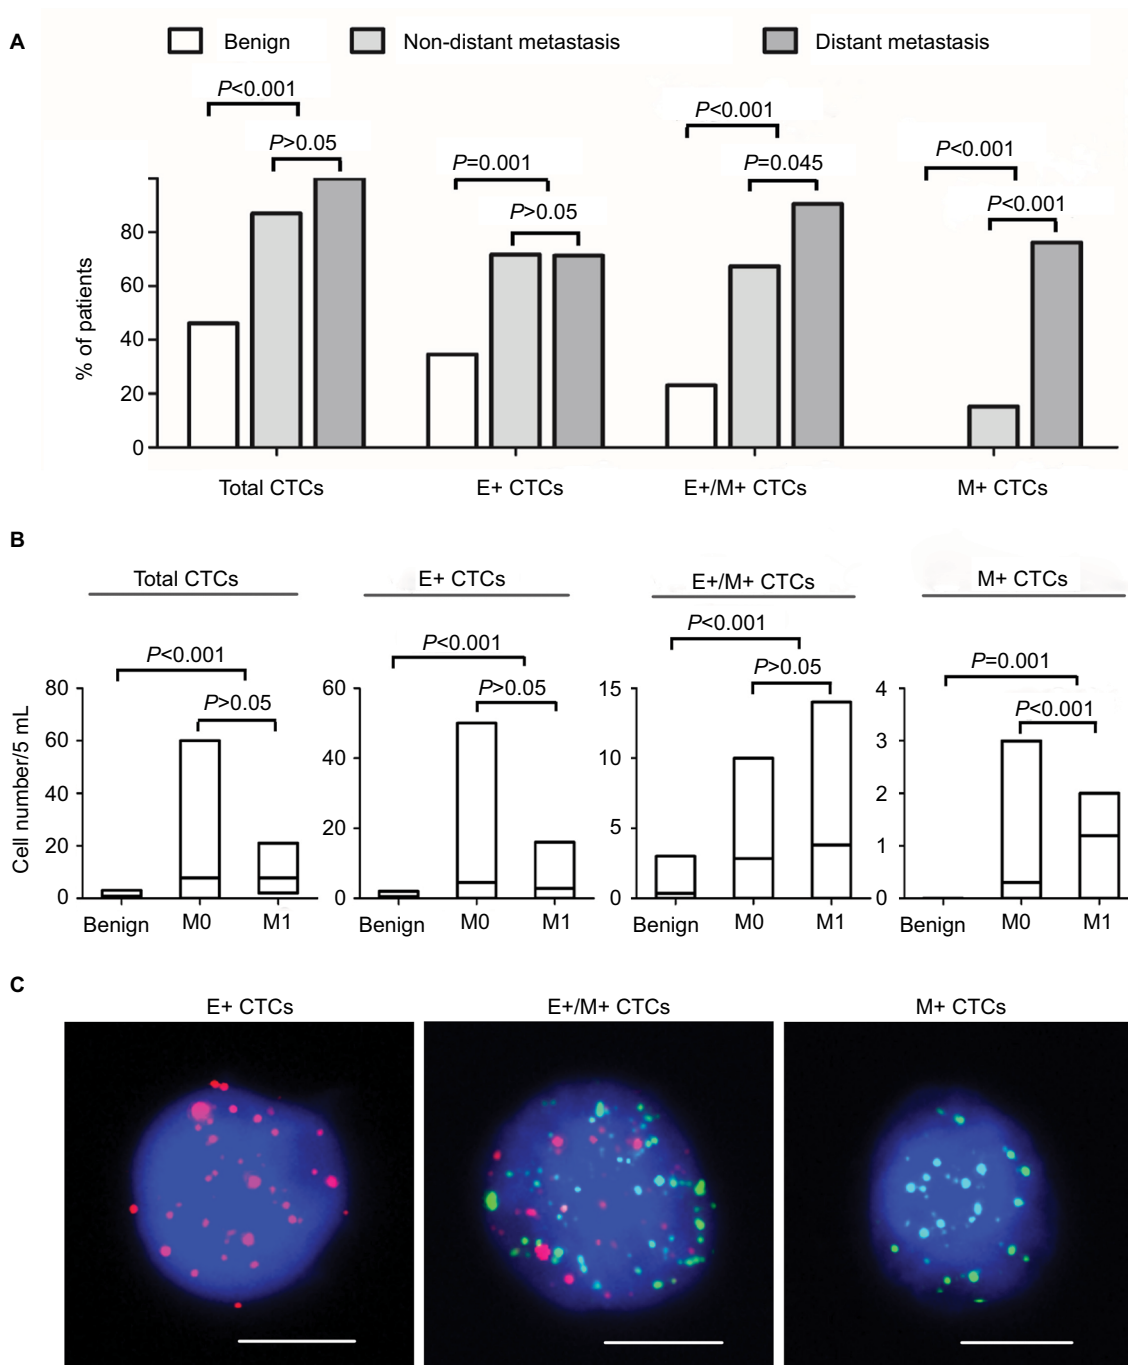 A
Benign
Non-distant metastasis
Distant metastasis
P<0.001
P>0.05
P=0.001
P>0.05
P<0.001
P=0.045
P<0.001
P<0.001
% of patients
80
60
40
20
0
Total CTCs
E+ CTCs
E+/M+ CTCs
M+ CTCs
B
Total CTCs
E+ CTCs
E+/M+ CTCs
M+ CTCs
Cell number/5 mL
P<0.001
P>0.05
80
60
40
20
0
Benign M0 M1
P<0.001
P>0.05
60
40
20
0
Benign M0 M1
P<0.001
P>0.05
15
10
5
0
Benign M0 M1
P=0.001
P<0.001
4
3
2
1
0
Benign M0 M1
C
E+ CTCs
E+/M+ CTCs
M+ CTCs